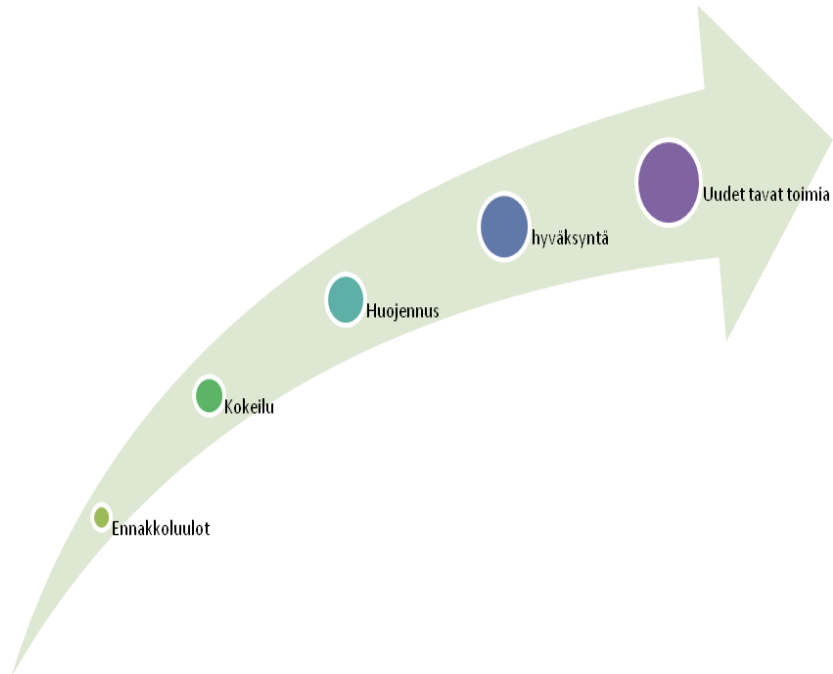 Uudet tavat toimia
hyväksyntä
Huojennus
Kokeilu
Ennakkoluulot